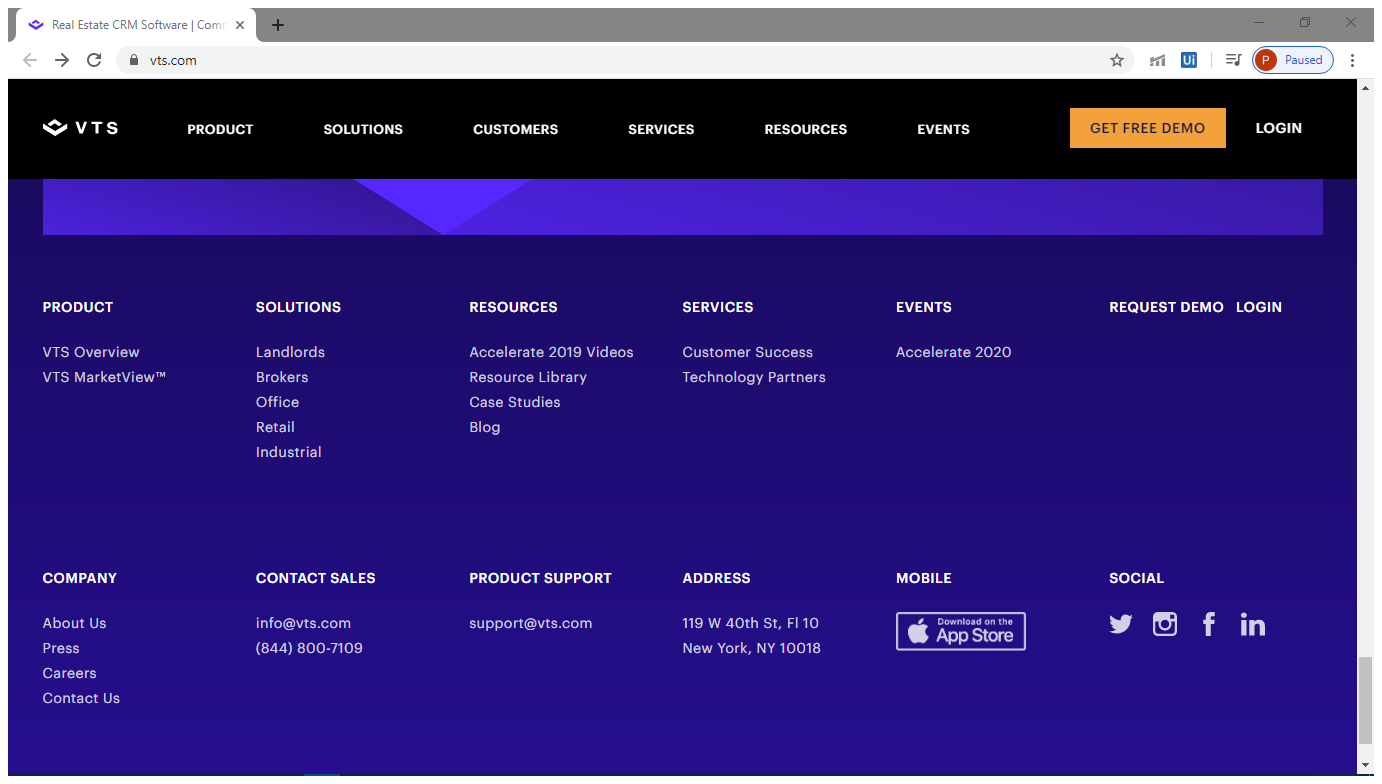 Real Estate CRM Software | Com
vts.com
Ui
P Paused
VTS PRODUCT SOLUTIONS CUSTOMERS SERVICES RESOURCES EVENTS GET FREE DEMO LOGIN
PRODUCT
VTS Overview
VTS MarketView™
SOLUTIONS
Landlords
Brokers
Office
Retail
Industrial
RESOURCES
Accelerate 2019 Videos
Resource Library
Case Studies
Blog
SERVICES
Customer Success
Technology Partners
EVENTS
Accelerate 2020
REQUEST DEMO LOGIN
COMPANY
About Us
Press
Careers
Contact Us
CONTACT SALES
info@vts.com
(844) 800-7109
PRODUCT SUPPORT
support@vts.com
ADDRESS
119 W 40th St, Fl 10
New York, NY 10018
MOBILE
Download on the
App Store
SOCIAL